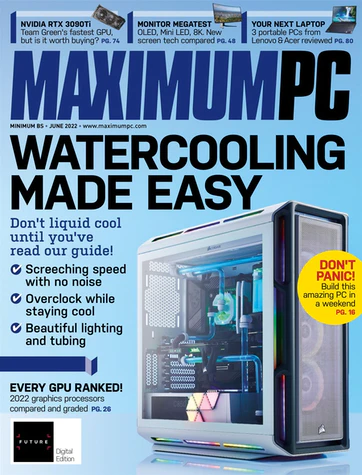 NVIDIA RTX 3090Ti
Team Green's fastest GPU,
but is it worth buying? PG. 74
MONITOR MEGATEST
OLED, Mini LED, 8K. New
screen tech compared PG. 48
YOUR NEXT LAPTOP
3 portable PCs from
Lenovo & Acer reviewed PG. 80
MAXIMUMPC
MINIMUM BS • JUNE 2022 • www.maximumpc.com
WATERCOOLING
MADE EASY
Don't liquid cool
until you've
read our guide!
Screeching speed
with no noise
Overclock while
staying cool
Beautiful lighting
and tubing
DON'T
PANIC!
Build this
amazing PC in
a weekend
PG. 16
EVERY GPU RANKED!
2022 graphics processors
compared and graded PG. 26
FUTURE
Digital
Edition